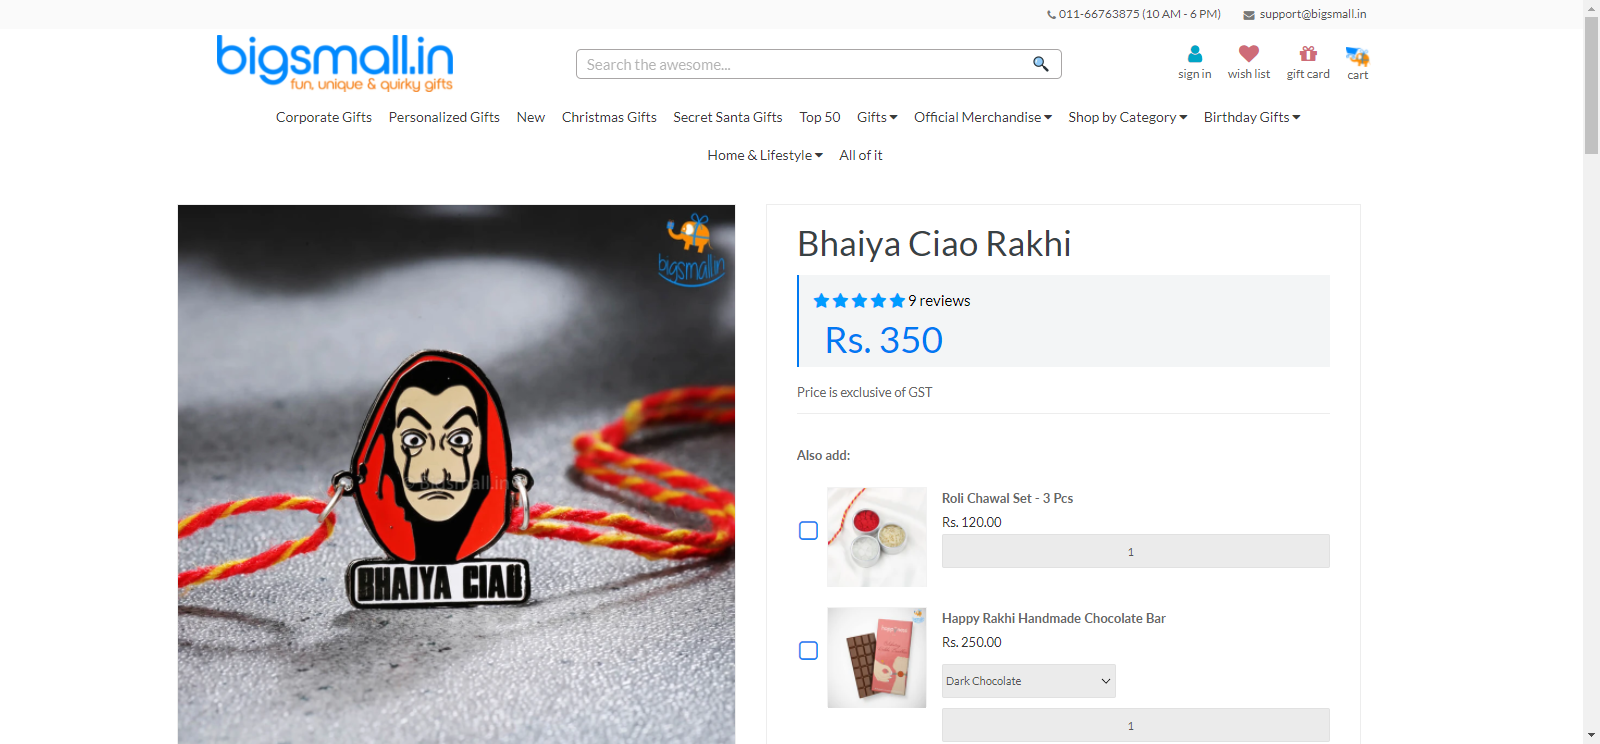 011-66763875 (10 AM - 6 PM) support@bigsmall.in
bigsmall.in
fun, unique & quirky gifts
Search the awesome...
sign in wish list gift card cart
Corporate Gifts Personalized Gifts New Christmas Gifts Secret Santa Gifts Top 50 Gifts Official Merchandise Shop by Category Birthday Gifts
Home & Lifestyle All of it
bigsmall.in
© Bigsmall.in
BHAIYA CIAO
Bhaiya Ciao Rakhi
9 reviews
Rs. 350
Price is exclusive of GST
Also add:
Roli Chawal Set - 3 Pcs
Rs. 120.00
1
Happy Rakhi Handmade Chocolate Bar
Rs. 250.00
Dark Chocolate
1